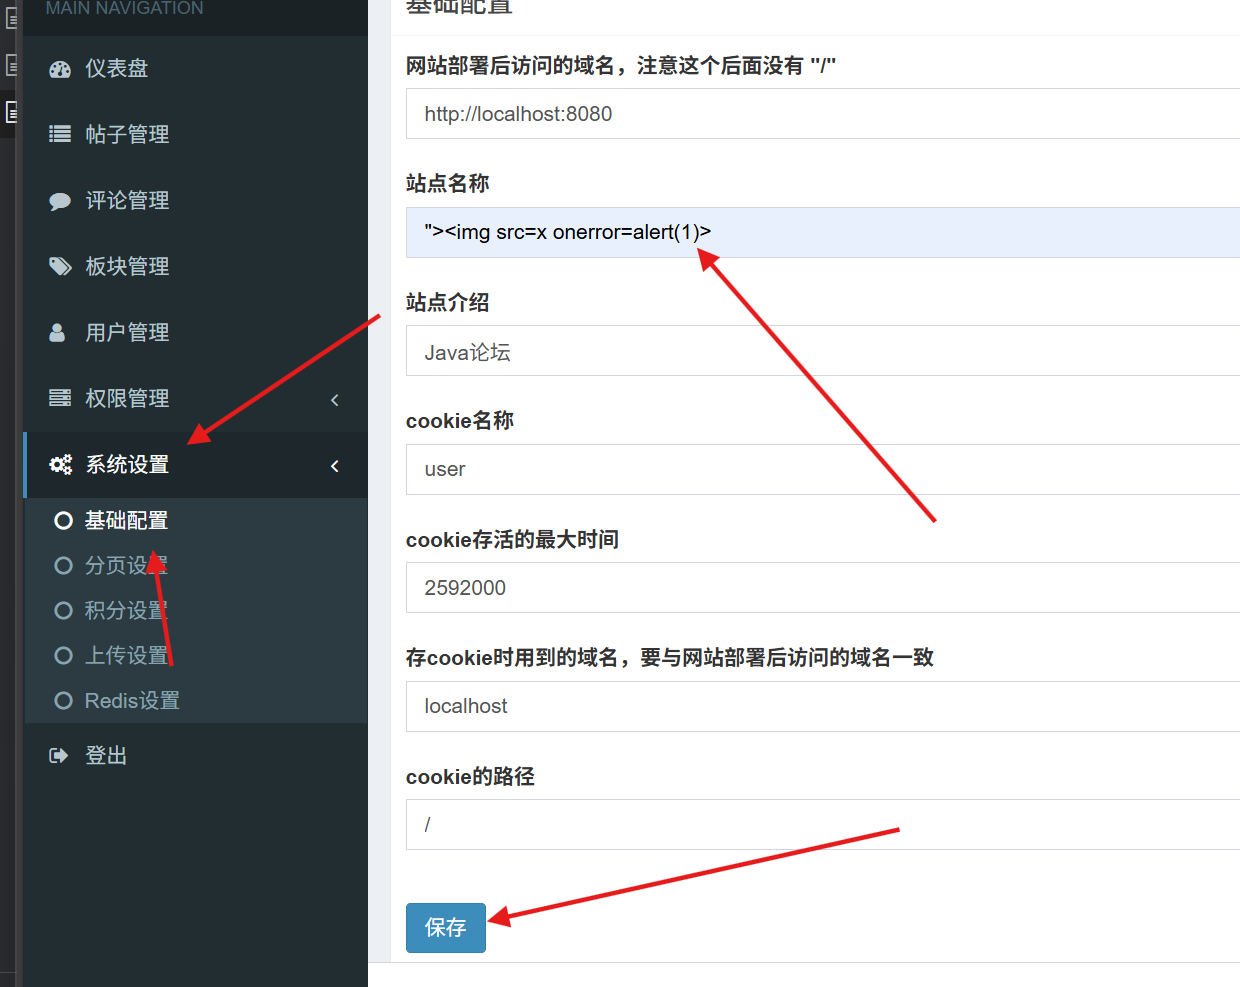 MAIN NAVIGATION
仪表盘
帖子管理
评论管理
板块管理
用户管理
权限管理
系统设置
基础配置
分页设置
积分设置
上传设置
Redis设置
登出
基础配置
网站部署后访问的域名，注意这个后面没有 "/"
http://localhost:8080
站点名称
"><img src=x onerror=alert(1)>
站点介绍
Java论坛
cookie名称
user
cookie存活的最大时间
2592000
存cookie时用到的域名，要与网站部署后访问的域名一致
localhost
cookie的路径
/
保存